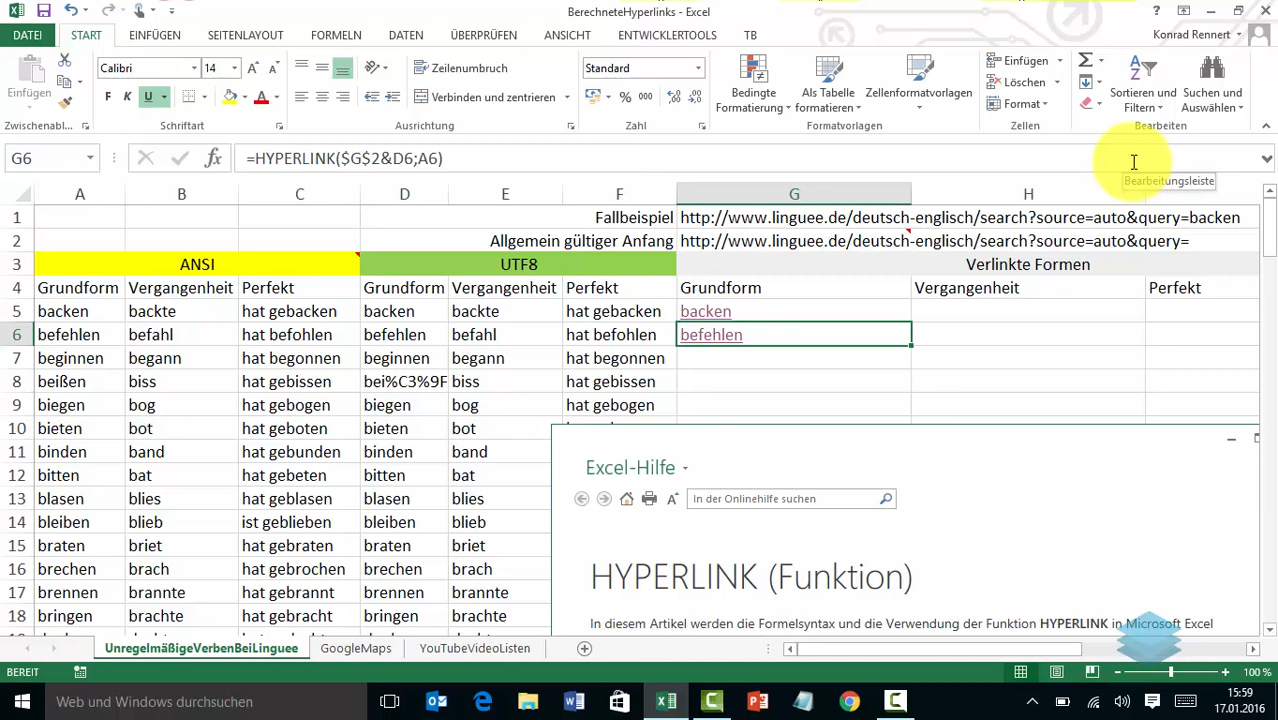 BerechneteHyperlinks - Excel
DATEI START EINFÜGEN SEITENLAYOUT FORMELN DATEN ÜBERPRÜFEN ANSICHT ENTWICKLERTOOLS TB Konrad Rennert
Einfügen
Calibri 14
F K U
Zeilenumbruch
Verbinden und zentrieren
Standard
% 000
Bedingte Formatierung
Als Tabelle formatieren
Zellenformatvorlagen
Einfügen
Löschen
Format
Sortieren und Filtern
Suchen und Auswählen
Zwischenabl... Schriftart Ausrichtung Zahl Formatvorlagen Zellen Bearbeiten
G6 fx =HYPERLINK($G$2&D6;A6)
Bearbeitungsleiste
A B C D E F G H
1 Fallbeispiel http://www.linguee.de/deutsch-englisch/search?source=auto&query=backen
2 Allgemein gültiger Anfang http://www.linguee.de/deutsch-englisch/search?source=auto&query=
3 ANSI UTF8 Verlinkte Formen
4 Grundform Vergangenheit Perfekt Grundform Vergangenheit Perfekt Grundform Vergangenheit Perfekt
5 backen backte hat gebacken backen backte hat gebacken backen
6 befehlen befahl hat befohlen befehlen befahl hat befohlen befehlen
7 beginnen begann hat begonnen beginnen begann hat begonnen
8 beißen biss hat gebissen bei%C3%9F biss hat gebissen
9 biegen bog hat gebogen biegen bog hat gebogen
10 bieten bot hat geboten bieten bot
11 binden band hat gebunden binden band
12 bitten bat hat gebeten bitten bat
13 blasen blies hat geblasen blasen blies
14 bleiben blieb ist geblieben bleiben blieb
15 braten briet hat gebraten braten briet
16 brechen brach hat gebrochen brechen brach
17 brennen brannte hat gebrannt brennen brannte
18 bringen brachte hat gebracht bringen brachte
Excel-Hilfe
In der Onlinehilfe suchen
HYPERLINK (Funktion)
In diesem Artikel werden die Formelsyntax und die Verwendung der Funktion HYPERLINK in Microsoft Excel
UnregelmäßigeVerbenBeiLinguee GoogleMaps YouTubeVideoListen
BEREIT 100 %
Web und Windows durchsuchen
15:59
17.01.2016